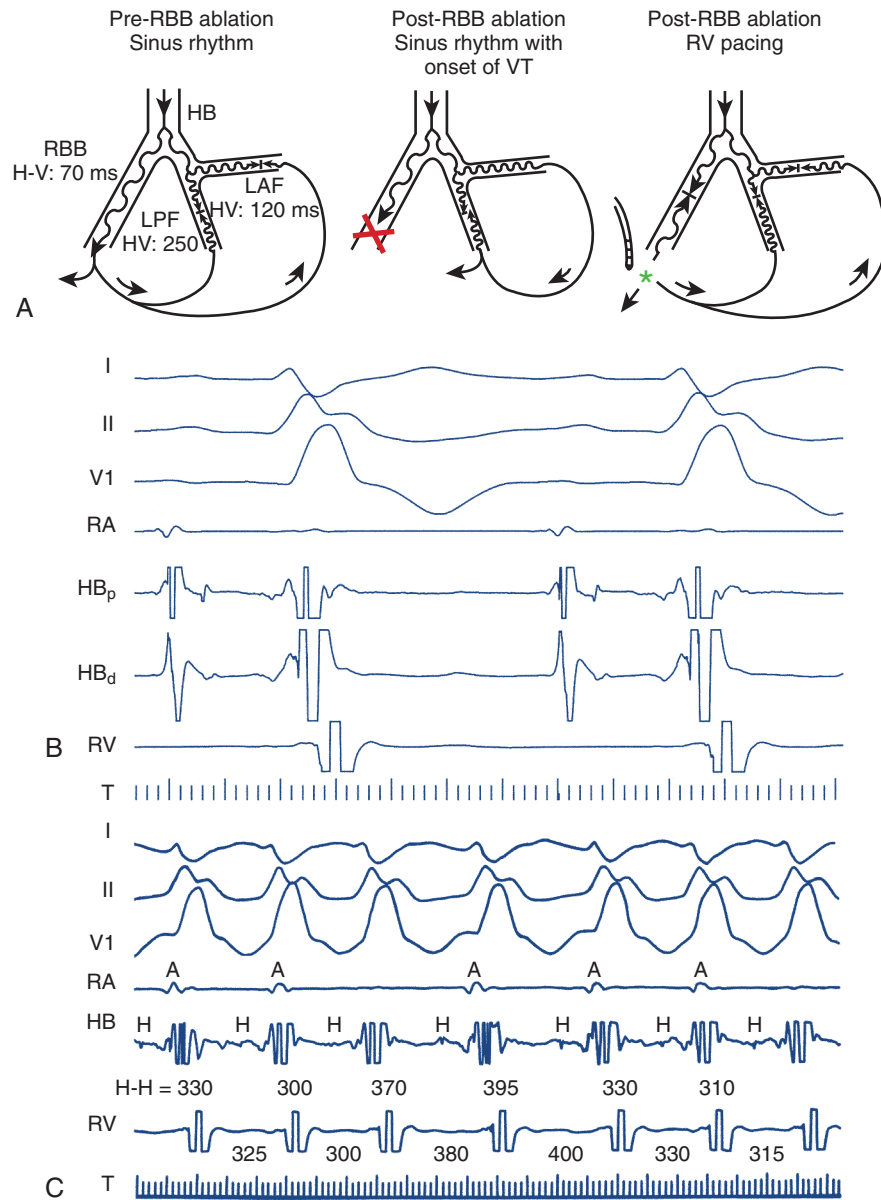 Pre-RBB ablation
Sinus rhythm
Post-RBB ablation
Sinus rhythm with
onset of VT
Post-RBB ablation
RV pacing
HB
RBB
H-V: 70 ms
LAF
HV: 120 ms
LPF
HV: 250
*
A
I
II
V1
RA
HBp
HBd
B
RV
T
I
II
V1
RA
A A A A A
HB
H H H H H H H
H-H = 330 300 370 395 330 310
RV
325 300 380 400 330 315
C
T